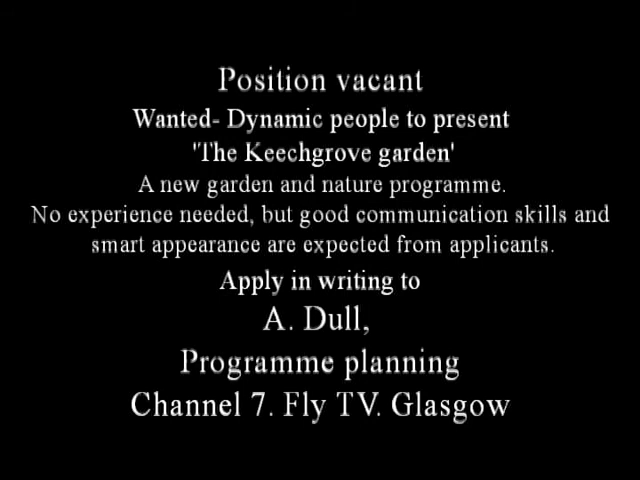 Position vacant
Wanted- Dynamic people to present
'The Keechgrove garden'
A new garden and nature programme.
No experience needed, but good communication skills and
smart appearance are expected from applicants.
Apply in writing to
A. Dull,
Programme planning
Channel 7. Fly TV. Glasgow